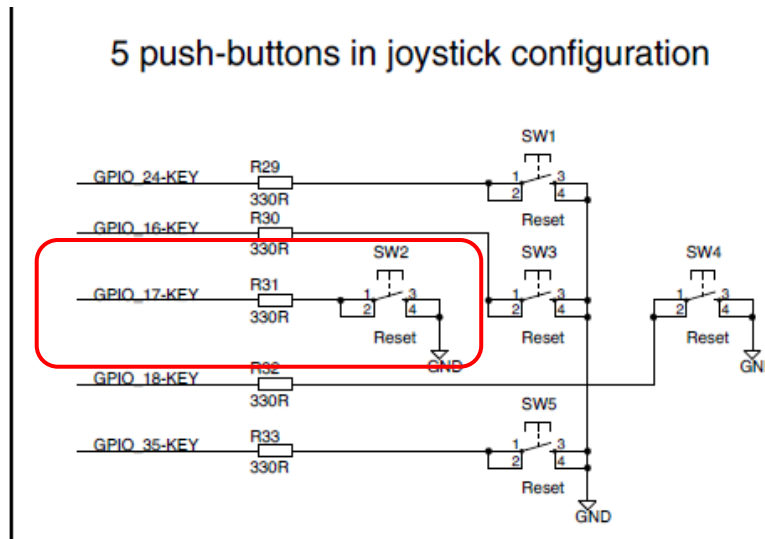 5 push-buttons in joystick configuration
SW1
GPIO_24-KEY R29 1 3
330R 2 4
Reset
GPIO_16-KEY R30
330R SW2 SW3 SW4
GPIO_17-KEY R31 1 3 1 3 1 3
330R 2 4 2 4 2 4
Reset Reset Reset
GND
GPIO_18-KEY R32
330R
SW5
GPIO_35-KEY R33 1 3
330R 2 4
Reset
GND